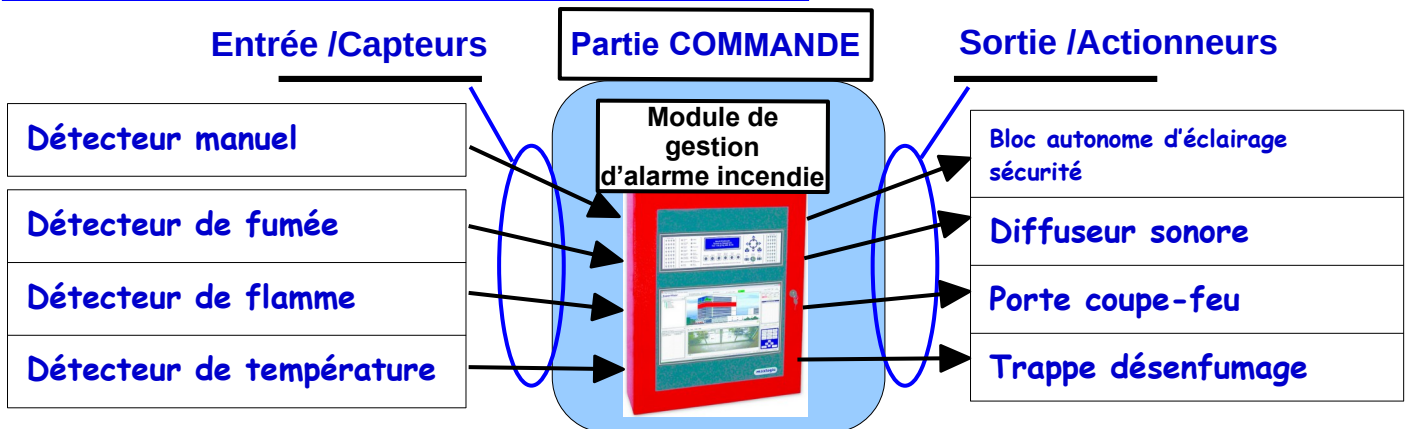 Entrée /Capteurs
Partie COMMANDE
Sortie /Actionneurs
Module de
gestion
d'alarme incendie
Détecteur manuel
Détecteur de fumée
Détecteur de flamme
Détecteur de température
Bloc autonome d'éclairage
sécurité
Diffuseur sonore
Porte coupe-feu
Trappe désenfumage